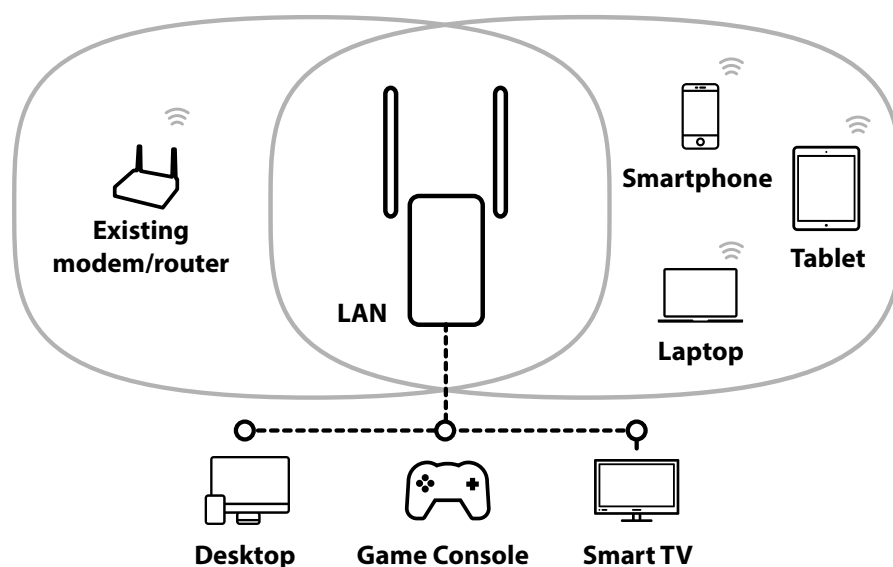 Smartphone
Existing
modem/router
Tablet
LAN
Laptop
Desktop
Game Console
Smart TV